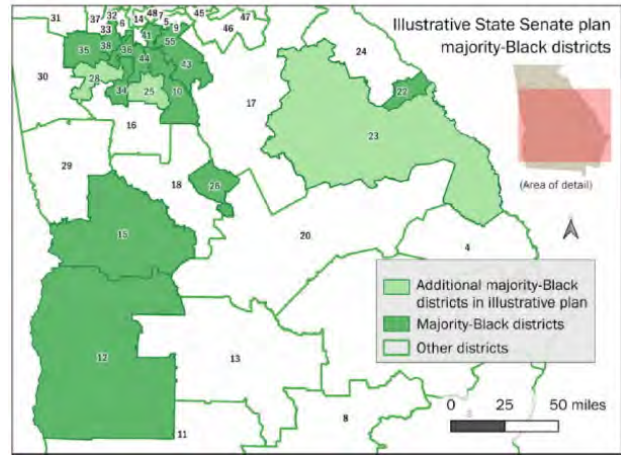 Illustrative State Senate plan
majority-Black districts
37 32 48 7 45 47
31 6 14 5 9 46
33 41
35 38 36 55 24
44 43
30 28 22
34 25 10 17
23
16
(Area of detail)
29
18 26
15
20 4
Additional majority-Black
districts in illustrative plan
Majority-Black districts
Other districts
12
13
8
11
0 25 50 miles